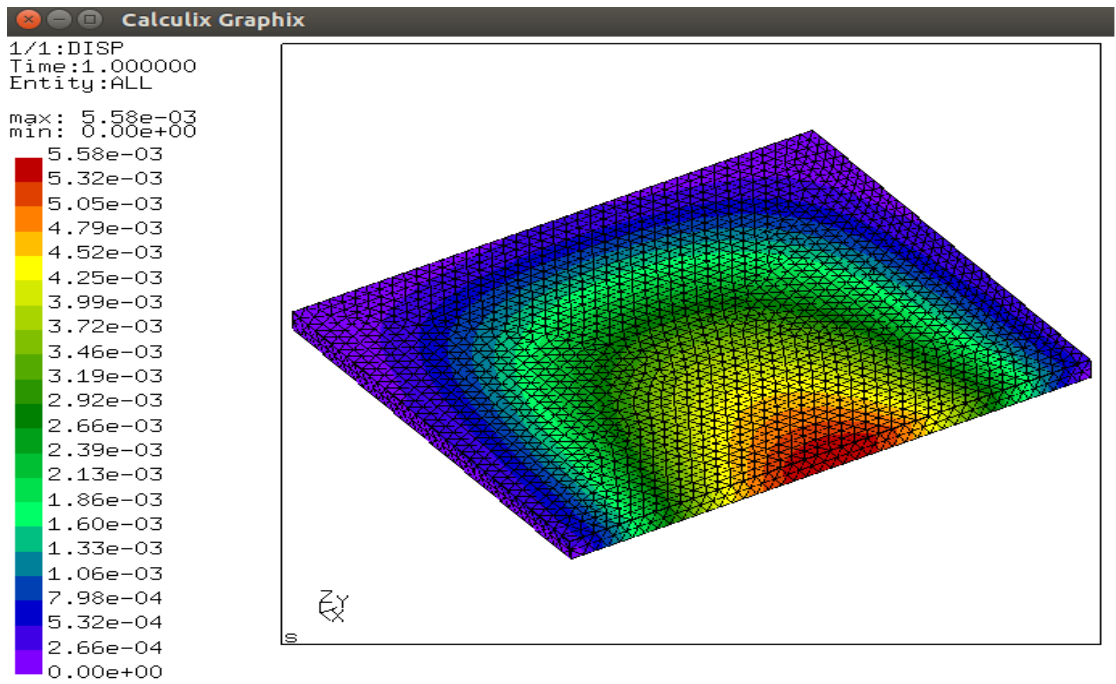 Calculix Graphix
1/1:DISP
Time:1.000000
Entity:ALL
max: 5.58e-03
min: 0.00e+00
5.58e-03
5.32e-03
5.05e-03
4.79e-03
4.52e-03
4.25e-03
3.99e-03
3.72e-03
3.46e-03
3.19e-03
2.92e-03
2.66e-03
2.39e-03
2.13e-03
1.86e-03
1.60e-03
1.33e-03
1.06e-03
7.98e-04
5.32e-04
2.66e-04
0.00e+00
Z
Y
X
s